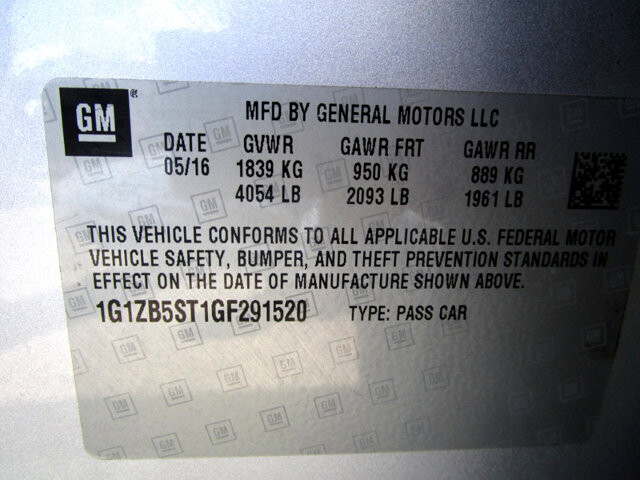 GM
MFD BY GENERAL MOTORS LLC
DATE GVWR GAWR FRT GAWR RR
05/16 1839 KG 950 KG 889 KG
4054 LB 2093 LB 1961 LB
THIS VEHICLE CONFORMS TO ALL APPLICABLE U.S. FEDERAL MOTOR
VEHICLE SAFETY, BUMPER, AND THEFT PREVENTION STANDARDS IN
EFFECT ON THE DATE OF MANUFACTURE SHOWN ABOVE.
1G1ZB5ST1GF291520 TYPE: PASS CAR